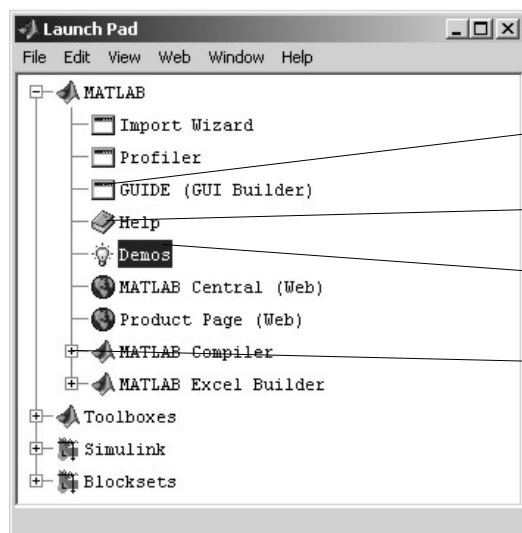 Launch Pad
File Edit View Web Window Help
MATLAB
Import Wizard
Profiler
GUIDE (GUI Builder)
Help
Demos
MATLAB Central (Web)
Product Page (Web)
MATLAB Compiler
MATLAB Excel Builder
Toolboxes
Simulink
Blocksets